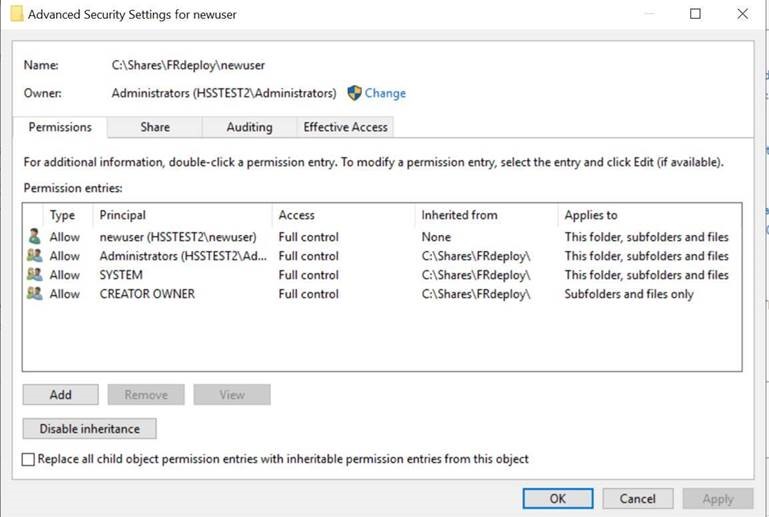 Advanced Security Settings for newuser
Name: C:\Shares\FRdeploy\newuser
Owner: Administrators (HSSTEST2\Administrators) Change
Permissions Share Auditing Effective Access
For additional information, double-click a permission entry. To modify a permission entry, select the entry and click Edit (if available).
Permission entries:
Type Principal Access Inherited from Applies to
Allow newuser (HSSTEST2\newuser) Full control None This folder, subfolders and files
Allow Administrators (HSSTEST2\Ad... Full control C:\Shares\FRdeploy\ This folder, subfolders and files
Allow SYSTEM Full control C:\Shares\FRdeploy\ This folder, subfolders and files
Allow CREATOR OWNER Full control C:\Shares\FRdeploy\ Subfolders and files only
Add Remove View
Disable inheritance
Replace all child object permission entries with inheritable permission entries from this object
OK Cancel Apply